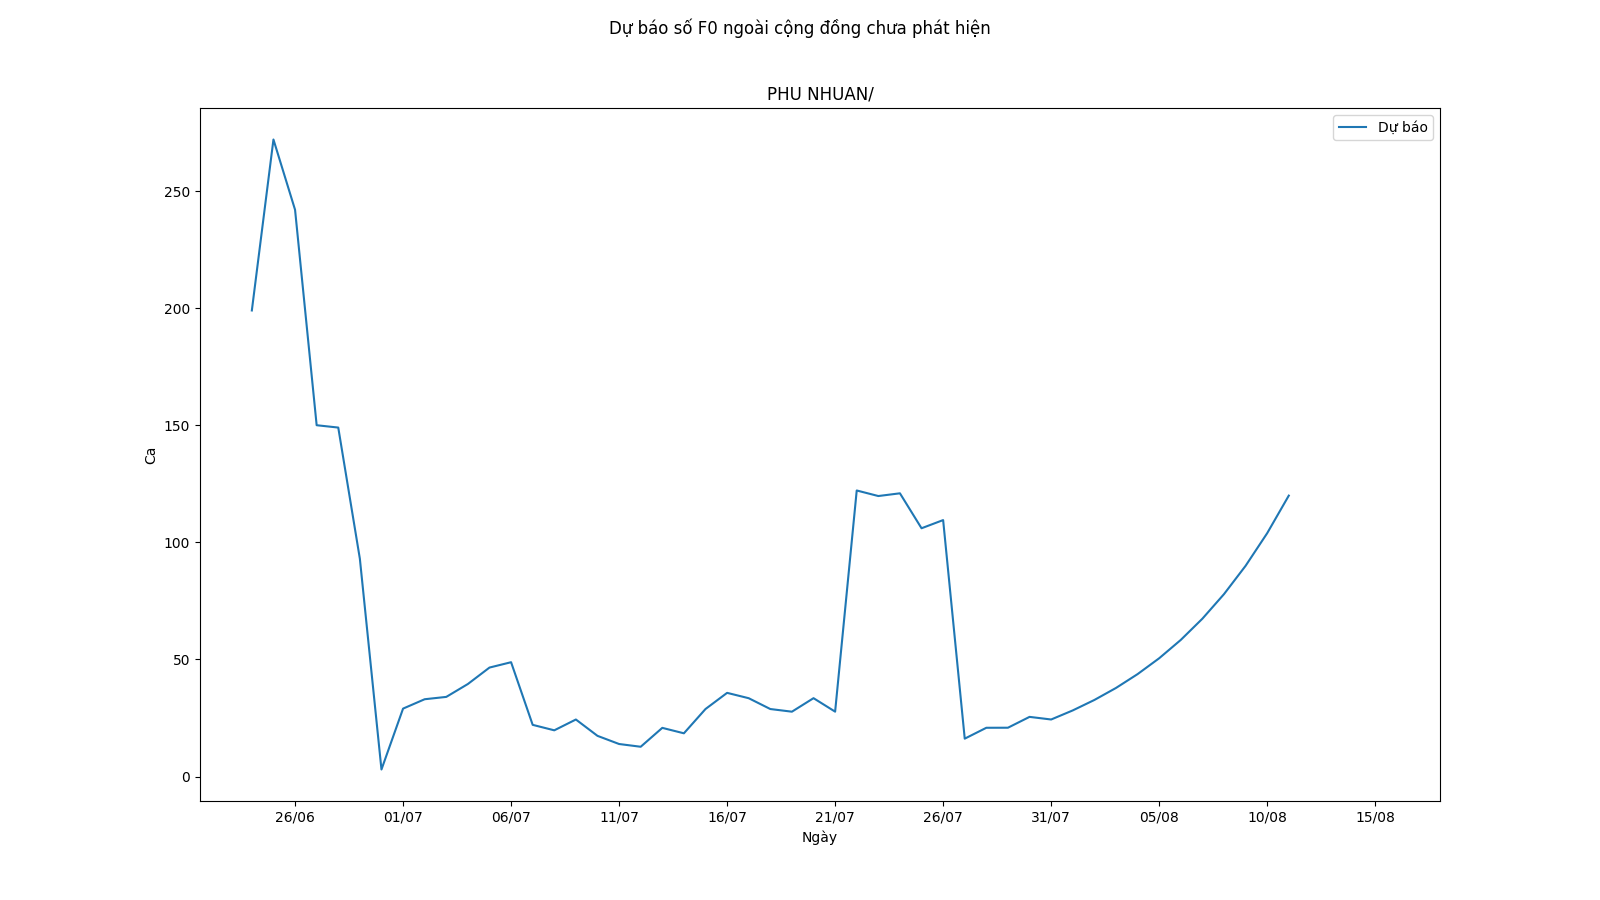 Dự báo số F0 ngoài cộng đồng chưa phát hiện
PHU NHUAN/
Dự báo
250
200
150
100
50
0
Ca
26/06 01/07 06/07 11/07 16/07 21/07 26/07 31/07 05/08 10/08 15/08
Ngày